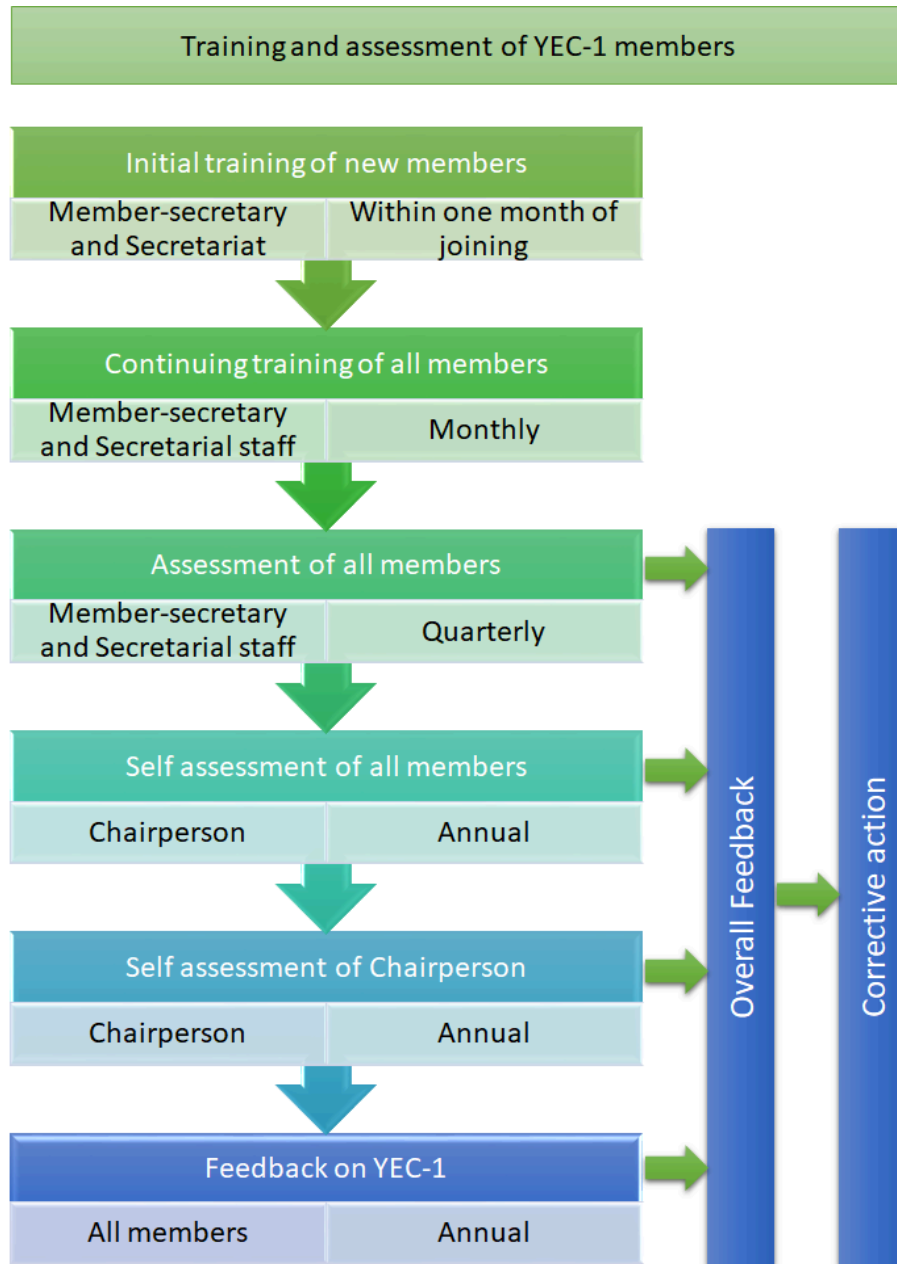 Training and assessment of YEC-1 members
Initial training of new members
Member-secretary
and Secretariat
Within one month of
joining
Continuing training of all members
Member-secretary
and Secretarial staff
Monthly
Assessment of all members
Member-secretary
and Secretarial staff
Quarterly
Self assessment of all members
Chairperson
Annual
Self assessment of Chairperson
Chairperson
Annual
Feedback on YEC-1
All members
Annual
Overall Feedback
Corrective action